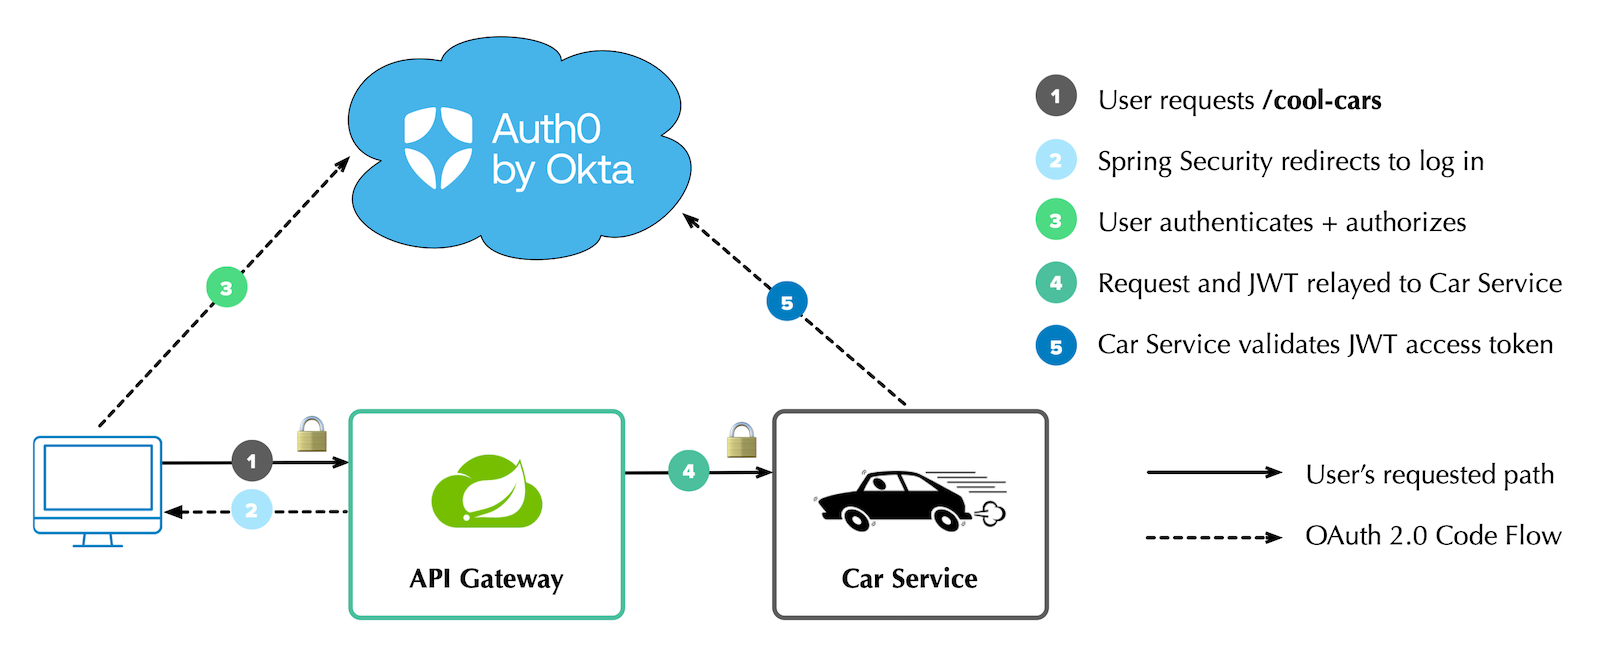 Auth0
by Okta
1 User requests /cool-cars
2 Spring Security redirects to log in
3 User authenticates + authorizes
4 Request and JWT relayed to Car Service
5 Car Service validates JWT access token
3
5
1
2
4
API Gateway
Car Service
User’s requested path
OAuth 2.0 Code Flow